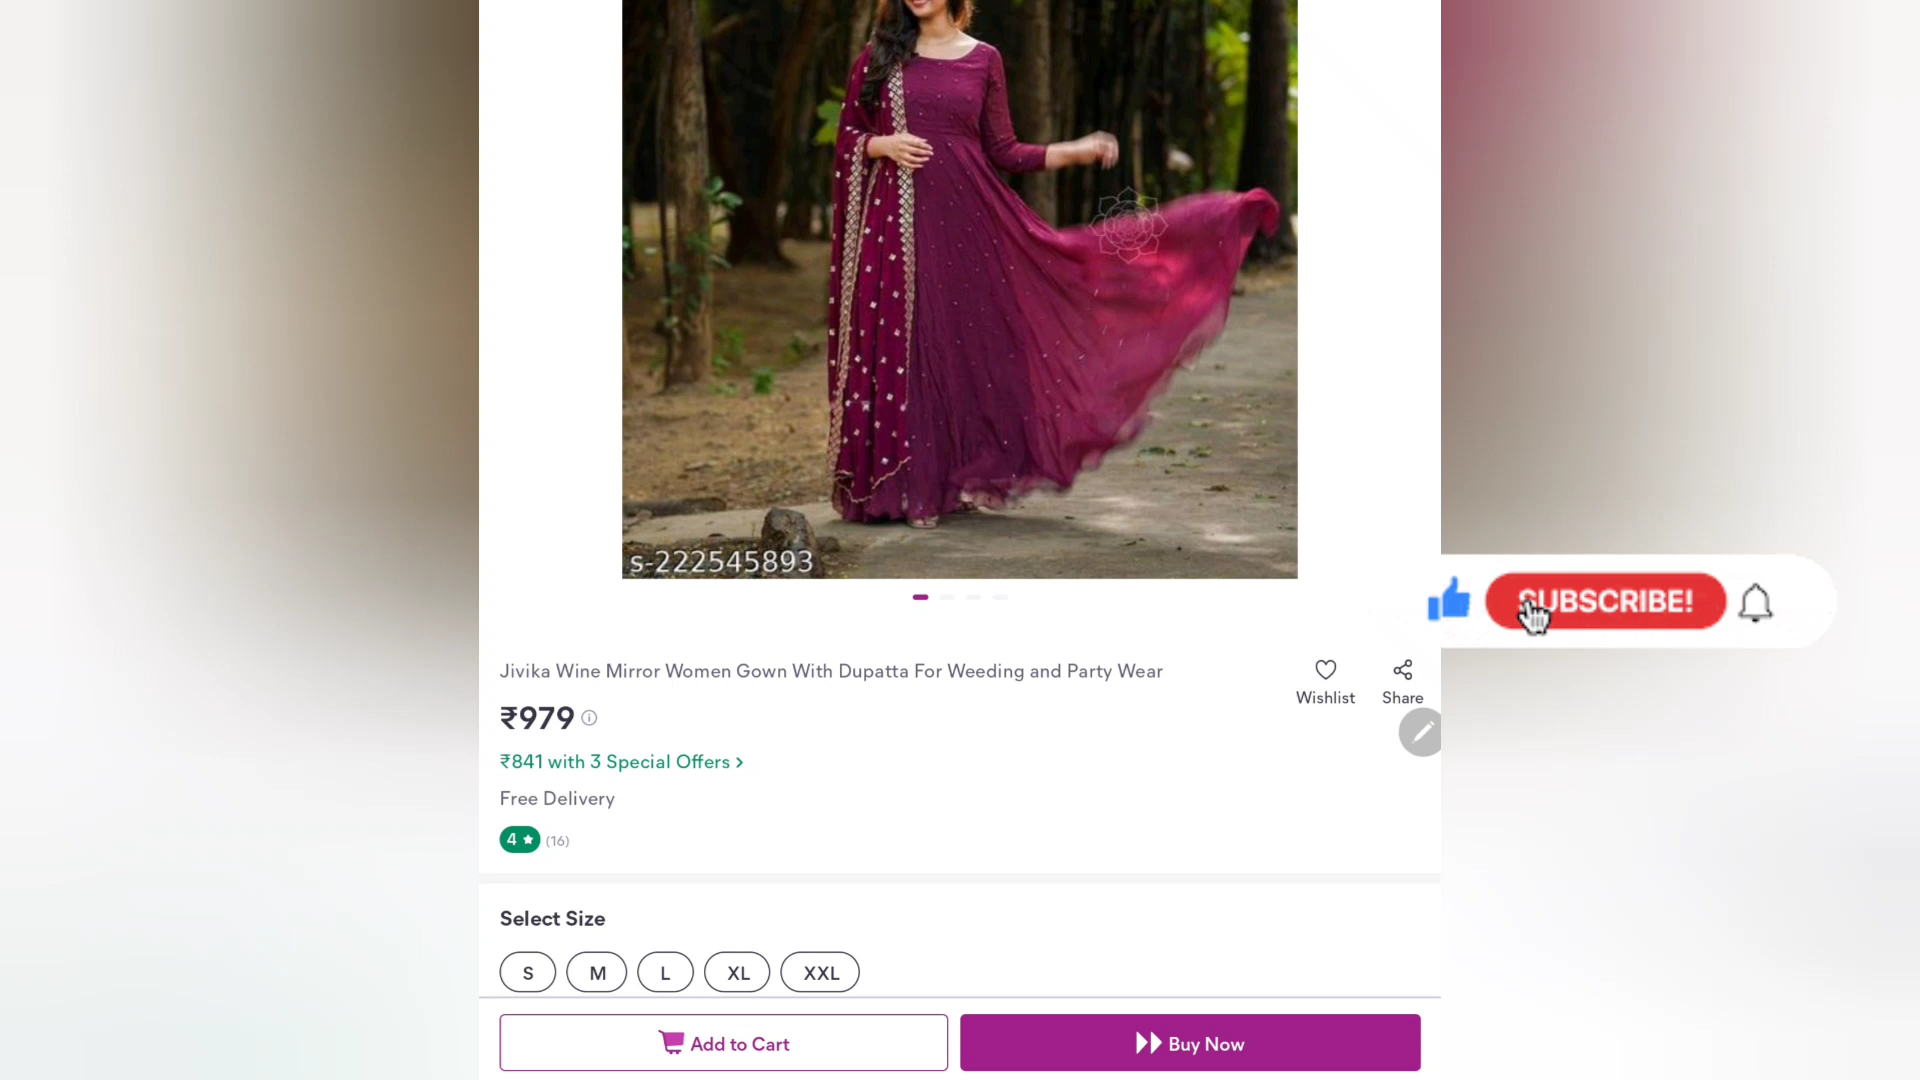 s-222545893
SUBSCRIBE!
Jivika Wine Mirror Women Gown With Dupatta For Weeding and Party Wear
Wishlist
Share
₹979
₹841 with 3 Special Offers >
Free Delivery
4 ★ (16)
Select Size
S M L XL XXL
Add to Cart
Buy Now